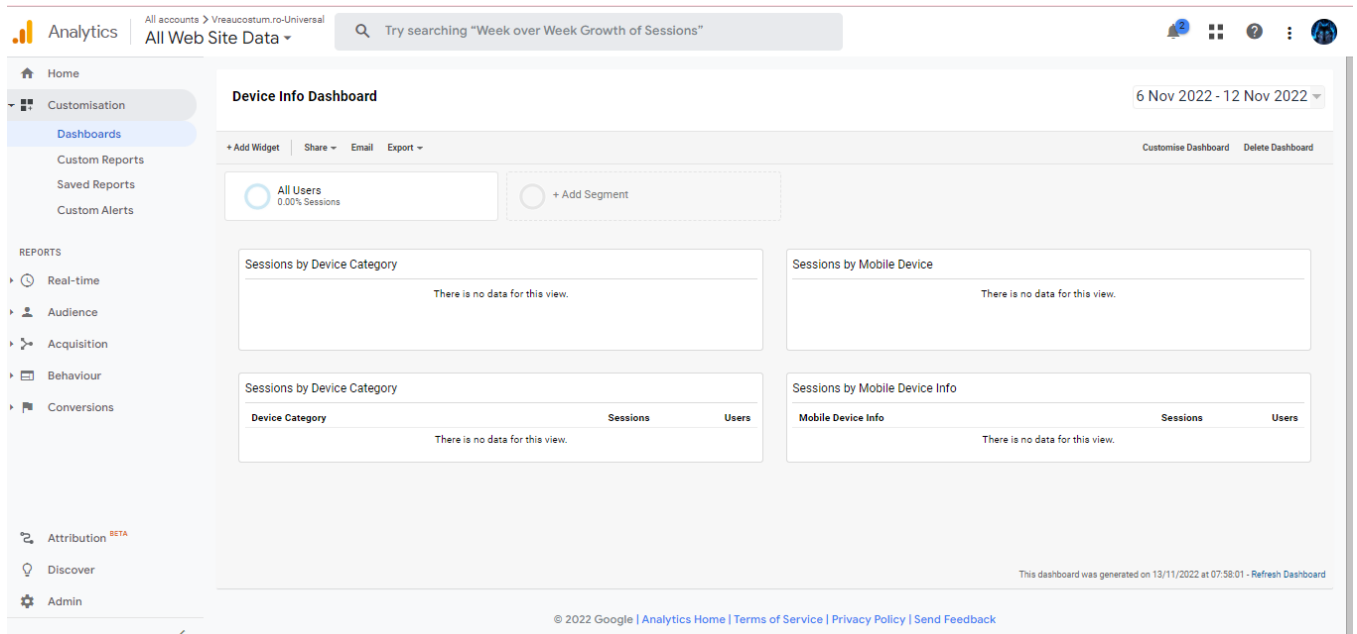 All accounts > Vreaucostum.ro-Universal
Analytics
All Web Site Data
Try searching "Week over Week Growth of Sessions"
2
Home
Customisation
Dashboards
Custom Reports
Saved Reports
Custom Alerts
REPORTS
Real-time
Audience
Acquisition
Behaviour
Conversions
Attribution BETA
Discover
Admin
Device Info Dashboard
6 Nov 2022 - 12 Nov 2022
+ Add Widget Share Email Export
Customise Dashboard Delete Dashboard
All Users
0.00% Sessions
+ Add Segment
Sessions by Device Category
There is no data for this view.
Sessions by Mobile Device
There is no data for this view.
Sessions by Device Category
Device Category Sessions Users
There is no data for this view.
Sessions by Mobile Device Info
Mobile Device Info Sessions Users
There is no data for this view.
This dashboard was generated on 13/11/2022 at 07:58:01 - Refresh Dashboard
© 2022 Google | Analytics Home | Terms of Service | Privacy Policy | Send Feedback